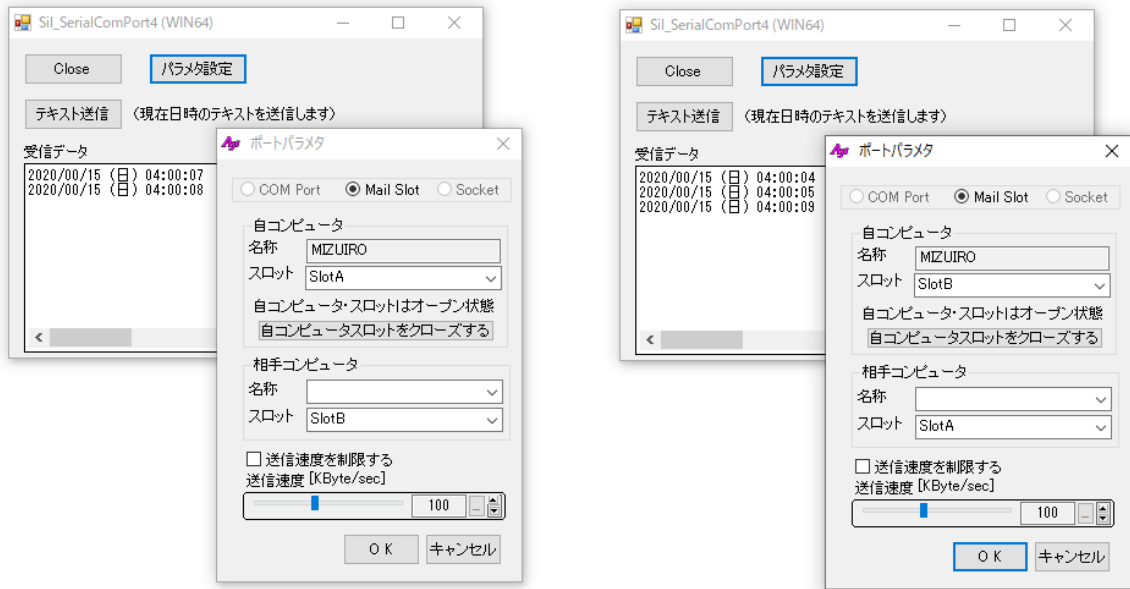 Sil_SerialComPort4 (WIN64)
Close
パラメタ設定
テキスト送信
(現在日時のテキストを送信します)
受信データ
2020/00/15 (日) 04:00:07
2020/00/15 (日) 04:00:08
ポートパラメタ
COM Port
Mail Slot
Socket
自コンピュータ
名称
MIZUIRO
スロット
SlotA
自コンピュータ・スロットはオープン状態
自コンピュータスロットをクローズする
相手コンピュータ
名称
スロット
SlotB
送信速度を制限する
送信速度 [KByte/sec]
100
...
OK
キャンセル
Sil_SerialComPort4 (WIN64)
Close
パラメタ設定
テキスト送信
(現在日時のテキストを送信します)
受信データ
2020/00/15 (日) 04:00:04
2020/00/15 (日) 04:00:05
2020/00/15 (日) 04:00:09
ポートパラメタ
COM Port
Mail Slot
Socket
自コンピュータ
名称
MIZUIRO
スロット
SlotB
自コンピュータ・スロットはオープン状態
自コンピュータスロットをクローズする
相手コンピュータ
名称
スロット
SlotA
送信速度を制限する
送信速度 [KByte/sec]
100
...
OK
キャンセル